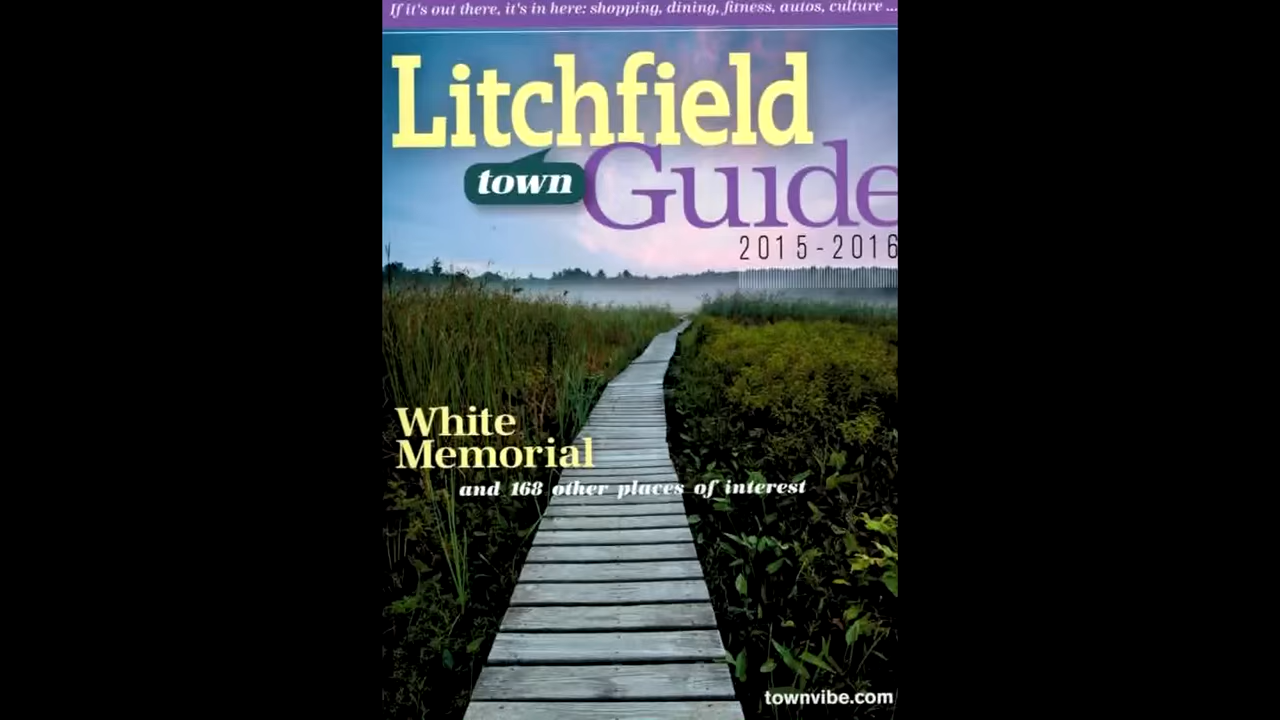 If it's out there, it's in here: shopping, dining, fitness, autos, culture ...
Litchfield
town
Guide
2015-2016
White
Memorial
and 168 other places of interest
townvibe.com